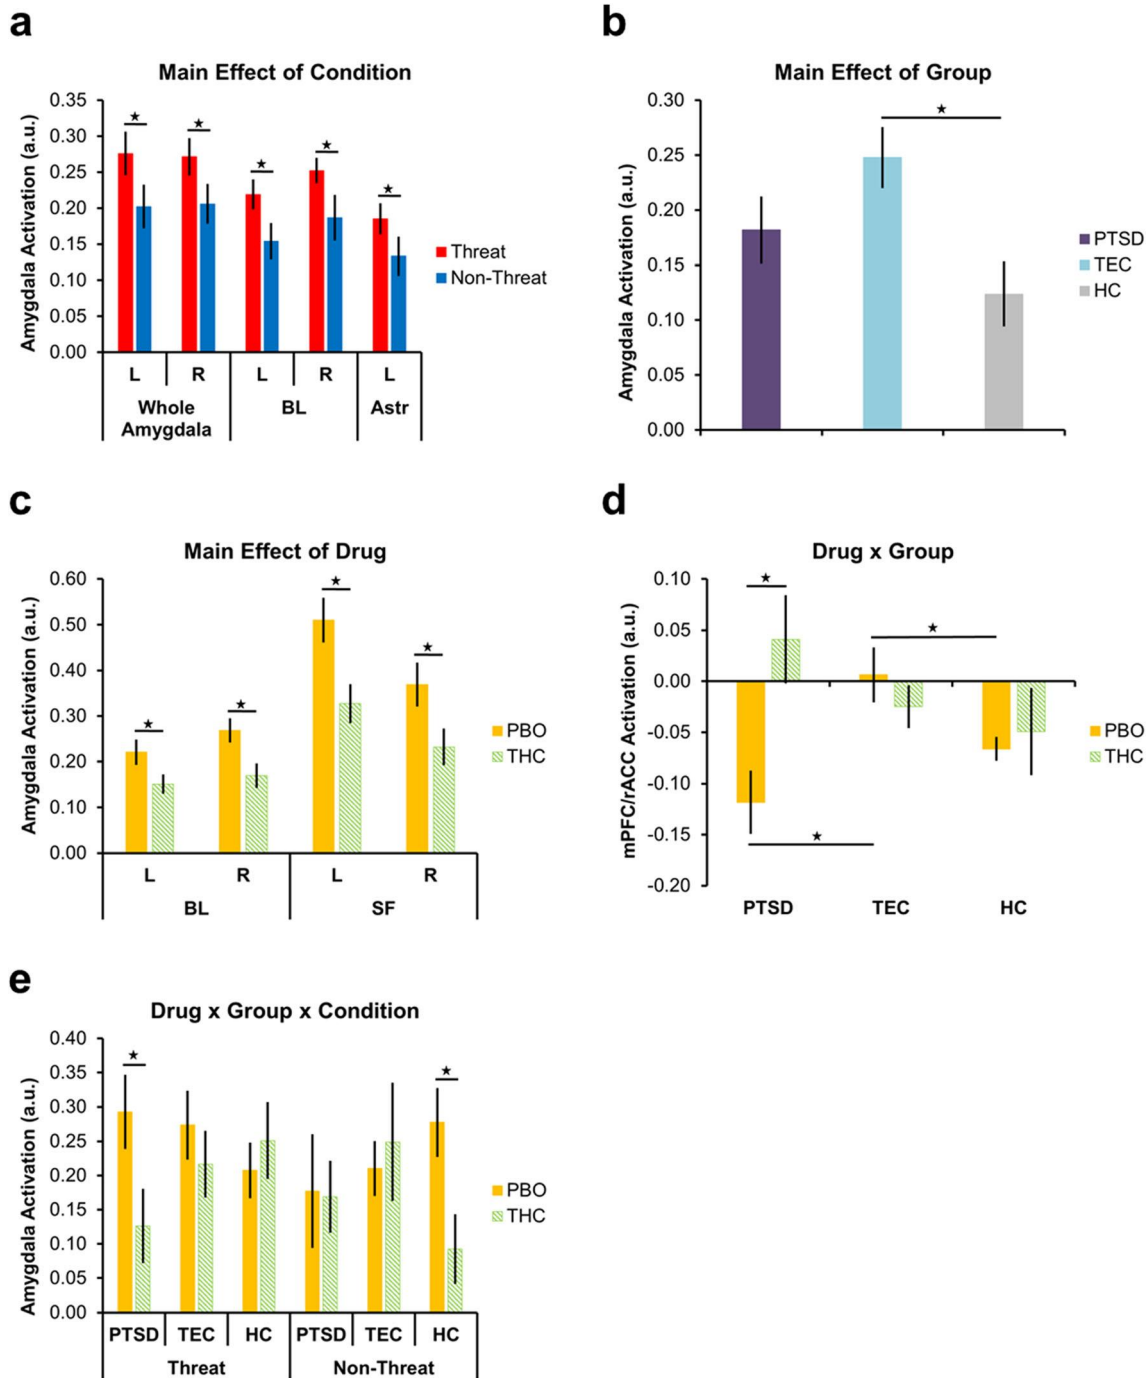 a
Main Effect of Condition
Amygdala Activation (a.u.)
0.35
0.30
0.25
0.20
0.15
0.10
0.05
0.00
L R L R L
Whole Amygdala
BL
Astr
Threat
Non-Threat
b
Main Effect of Group
Amygdala Activation (a.u.)
0.30
0.25
0.20
0.15
0.10
0.05
0.00
PTSD
TEC
HC
c
Main Effect of Drug
Amygdala Activation (a.u.)
0.60
0.50
0.40
0.30
0.20
0.10
0.00
L R L R
BL SF
PBO
THC
d
Drug x Group
mPFC/rACC Activation (a.u.)
0.10
0.05
0.00
-0.05
-0.10
-0.15
-0.20
PTSD TEC HC
PBO
THC
e
Drug x Group x Condition
Amygdala Activation (a.u.)
0.40
0.35
0.30
0.25
0.20
0.15
0.10
0.05
0.00
PTSD TEC HC PTSD TEC HC
Threat Non-Threat
PBO
THC